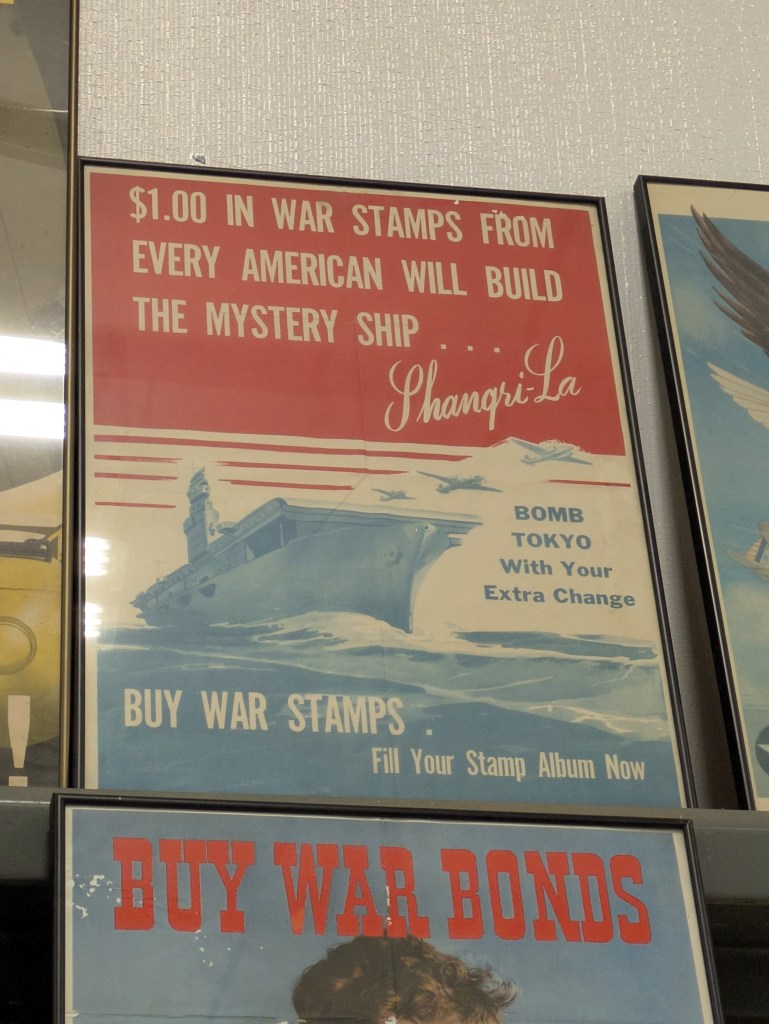 $1.00 IN WAR STAMPS FROM
EVERY AMERICAN WILL BUILD
THE MYSTERY SHIP . . .
Shangri-La
BOMB
TOKYO
With Your
Extra Change
BUY WAR STAMPS .
Fill Your Stamp Album Now
!
BUY WAR BONDS